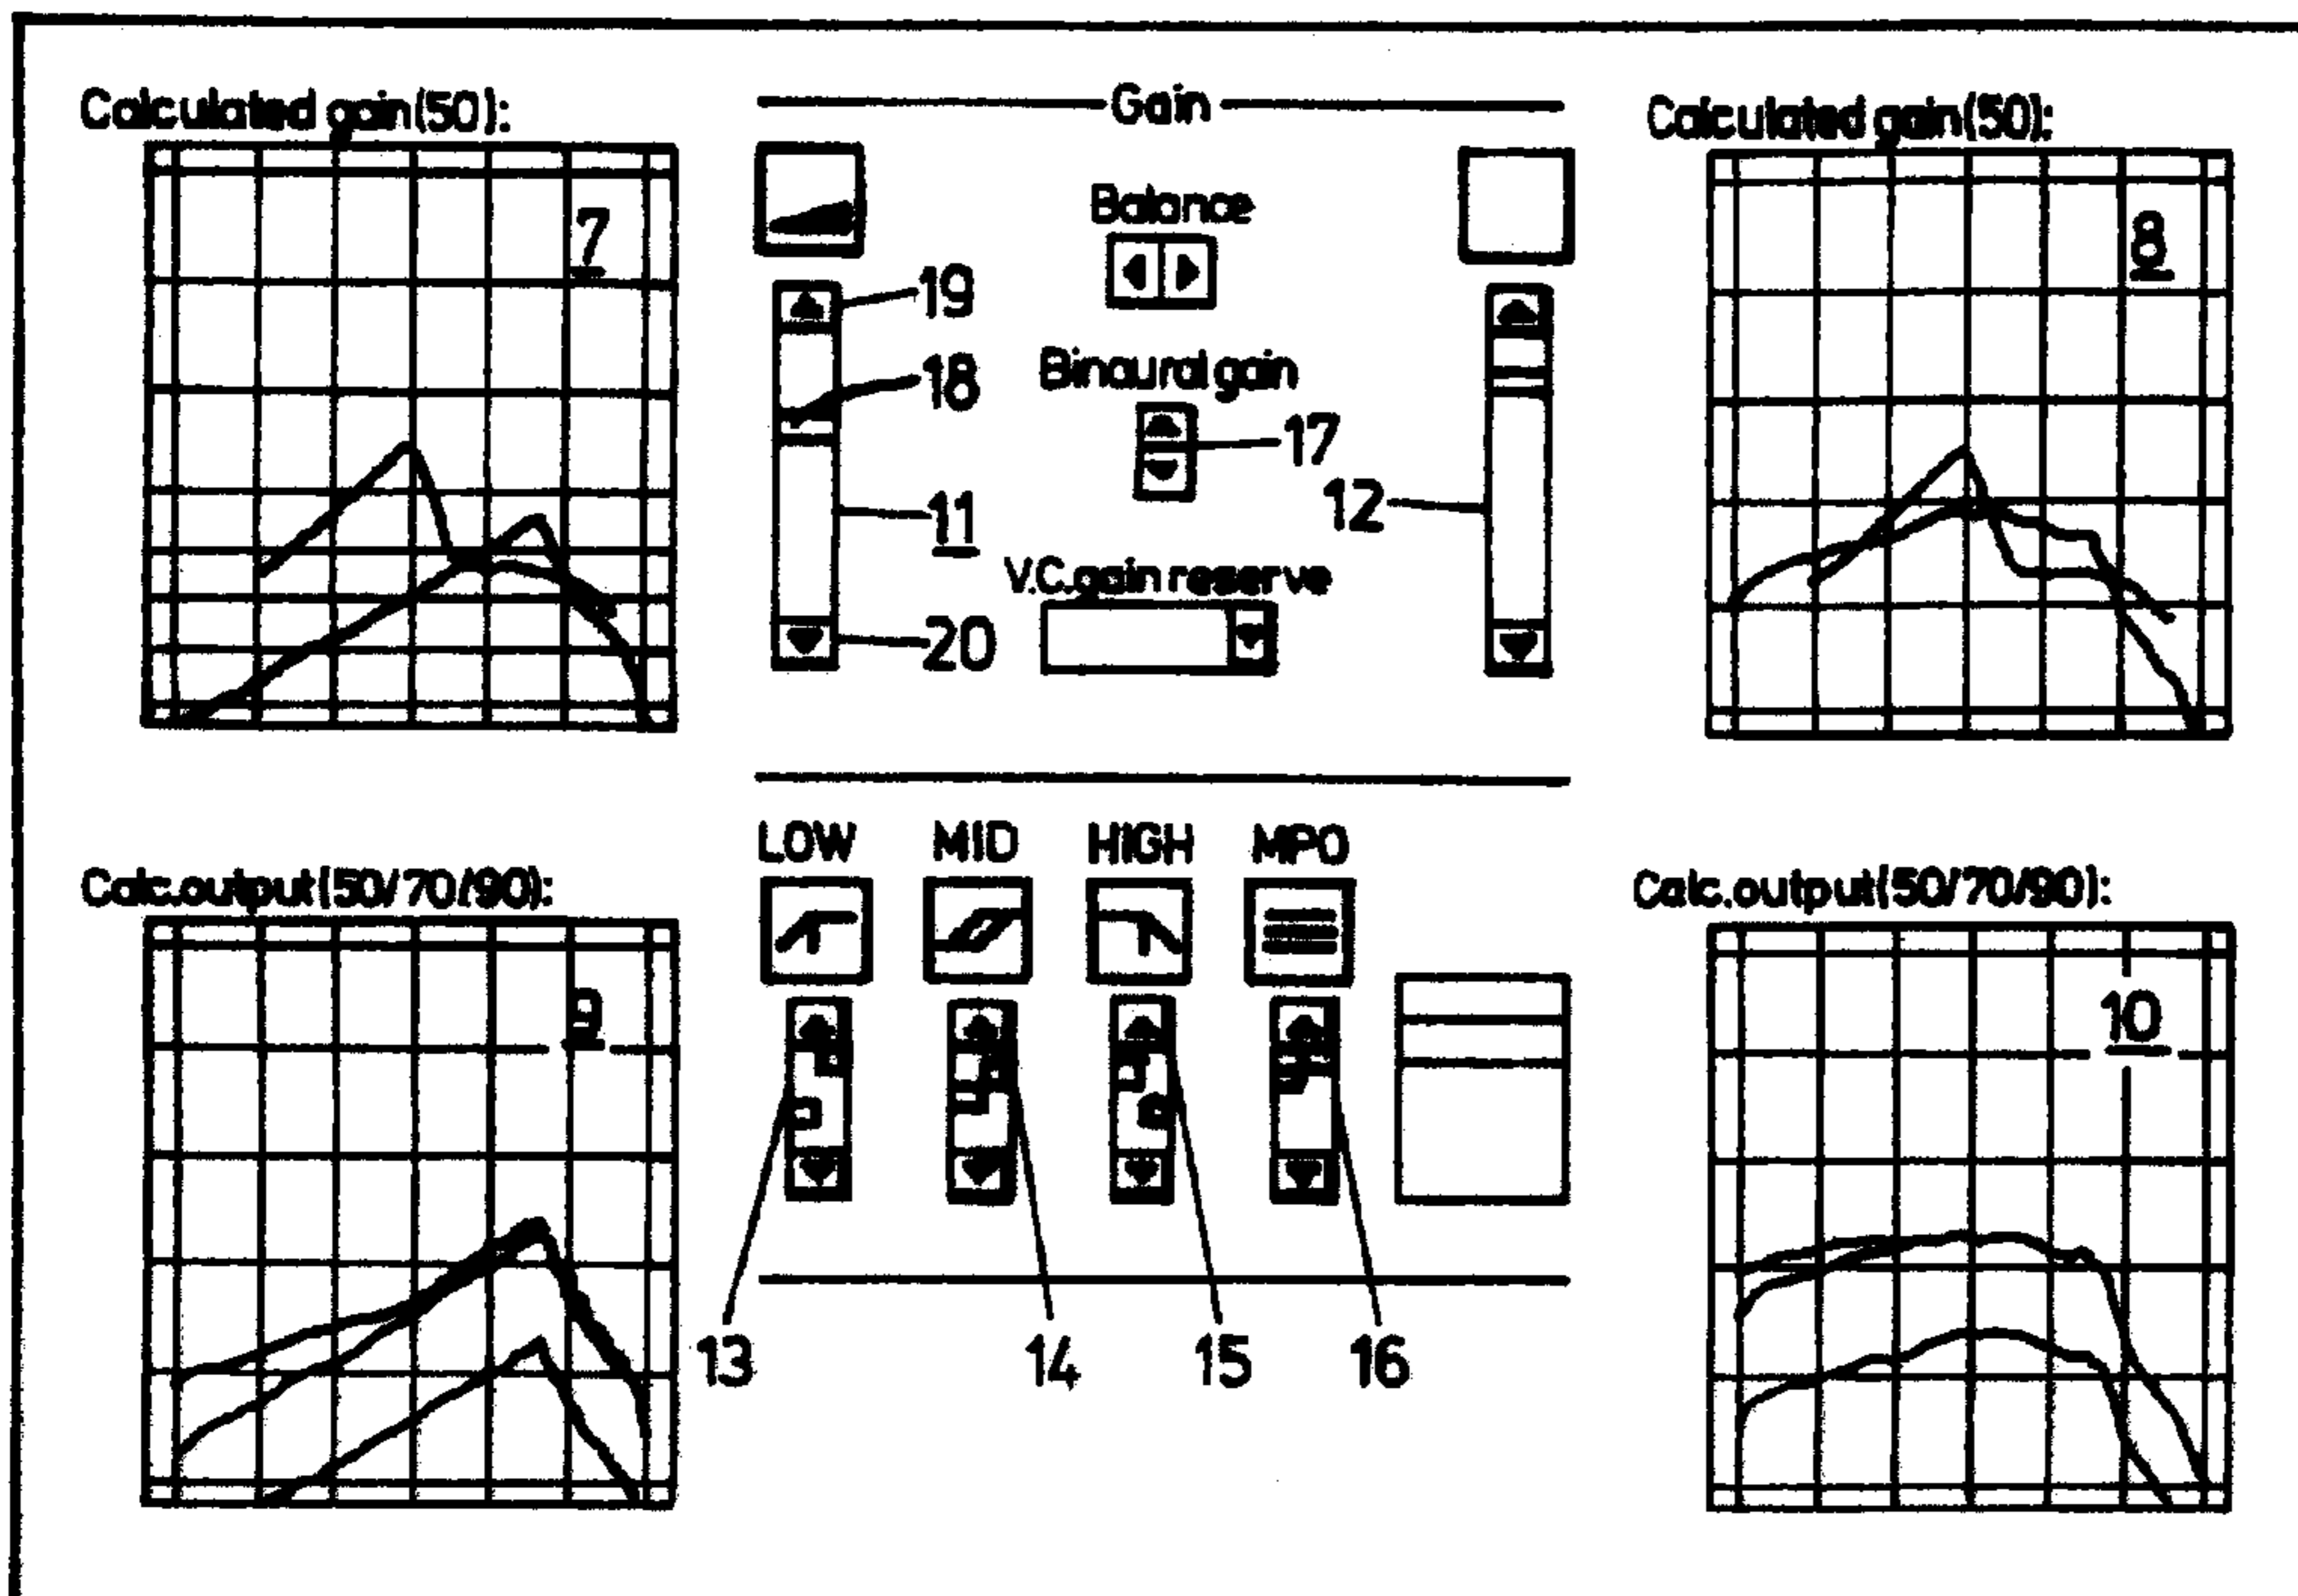 Calculated gain(50):
Gain
Calculated gain(50):
7
Balance
8
19
18
Binaural gain
17
11
12
V.C.gain reserve
20
LOW MID HIGH MPO
Calc.output(50/70/90):
Calc.output(50/70/90):
9
10
13
14
15
16